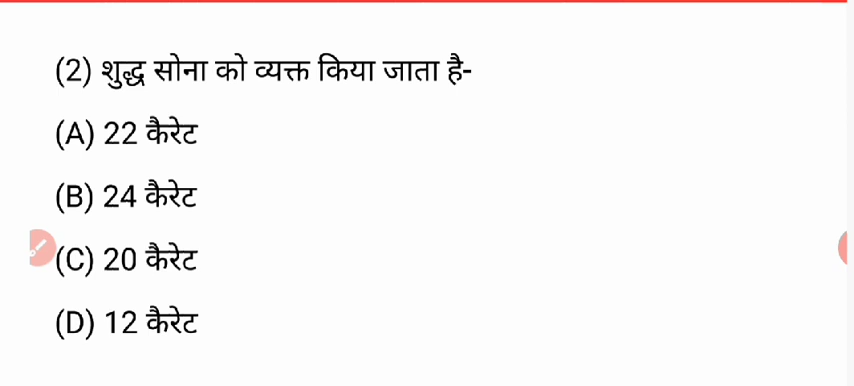 (2) शुद्ध सोना को व्यक्त किया जाता है-
(A) 22 कैरेट
(B) 24 कैरेट
(C) 20 कैरेट
(D) 12 कैरेट